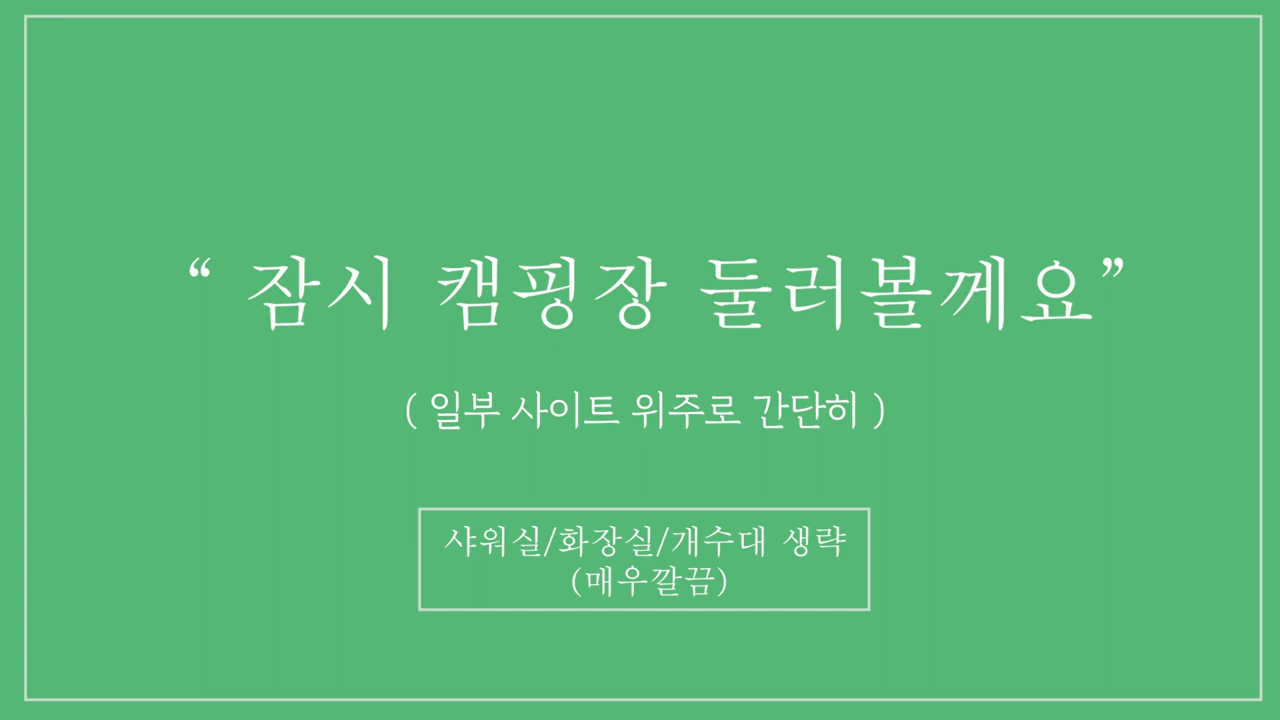 “ 잠시 캠핑장 둘러볼께요”
( 일부 사이트 위주로 간단히 )
샤워실/화장실/개수대 생략
(매우깔끔)